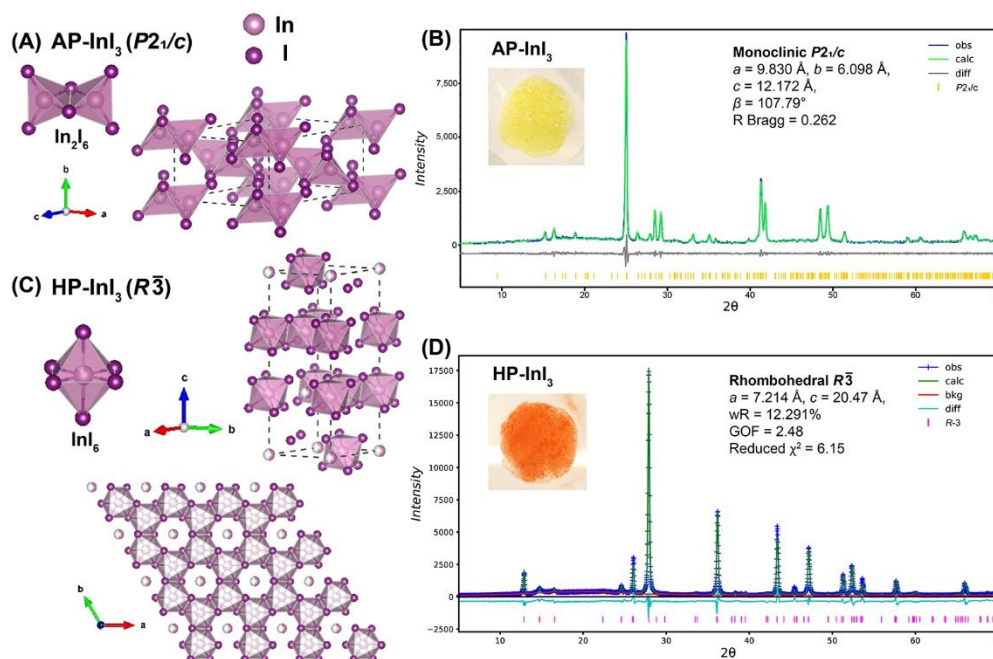 (A) AP-InI₃ (P2₁/c)
In
I
In₂I₆
b
c
a
(B)
AP-InI₃
Monoclinic P2₁/c
a = 9.830 Å, b = 6.098 Å,
c = 12.172 Å,
β = 107.79°
R Bragg = 0.262
obs
calc
diff
P2₁/c
Intensity
10,000
7,500
5,000
2,500
0
10
20
30
40
50
60
2θ
(C) HP-InI₃ (R3̅)
InI₆
c
a
b
b
a
(D)
HP-InI₃
Rhombohedral R3̅
a = 7.214 Å, c = 20.47 Å,
wR = 12.291%
GOF = 2.48
Reduced χ² = 6.15
obs
calc
bkg
diff
R-3
Intensity
17500
15000
12500
10000
7500
5000
2500
0
−2500
10
20
30
40
50
60
2θ